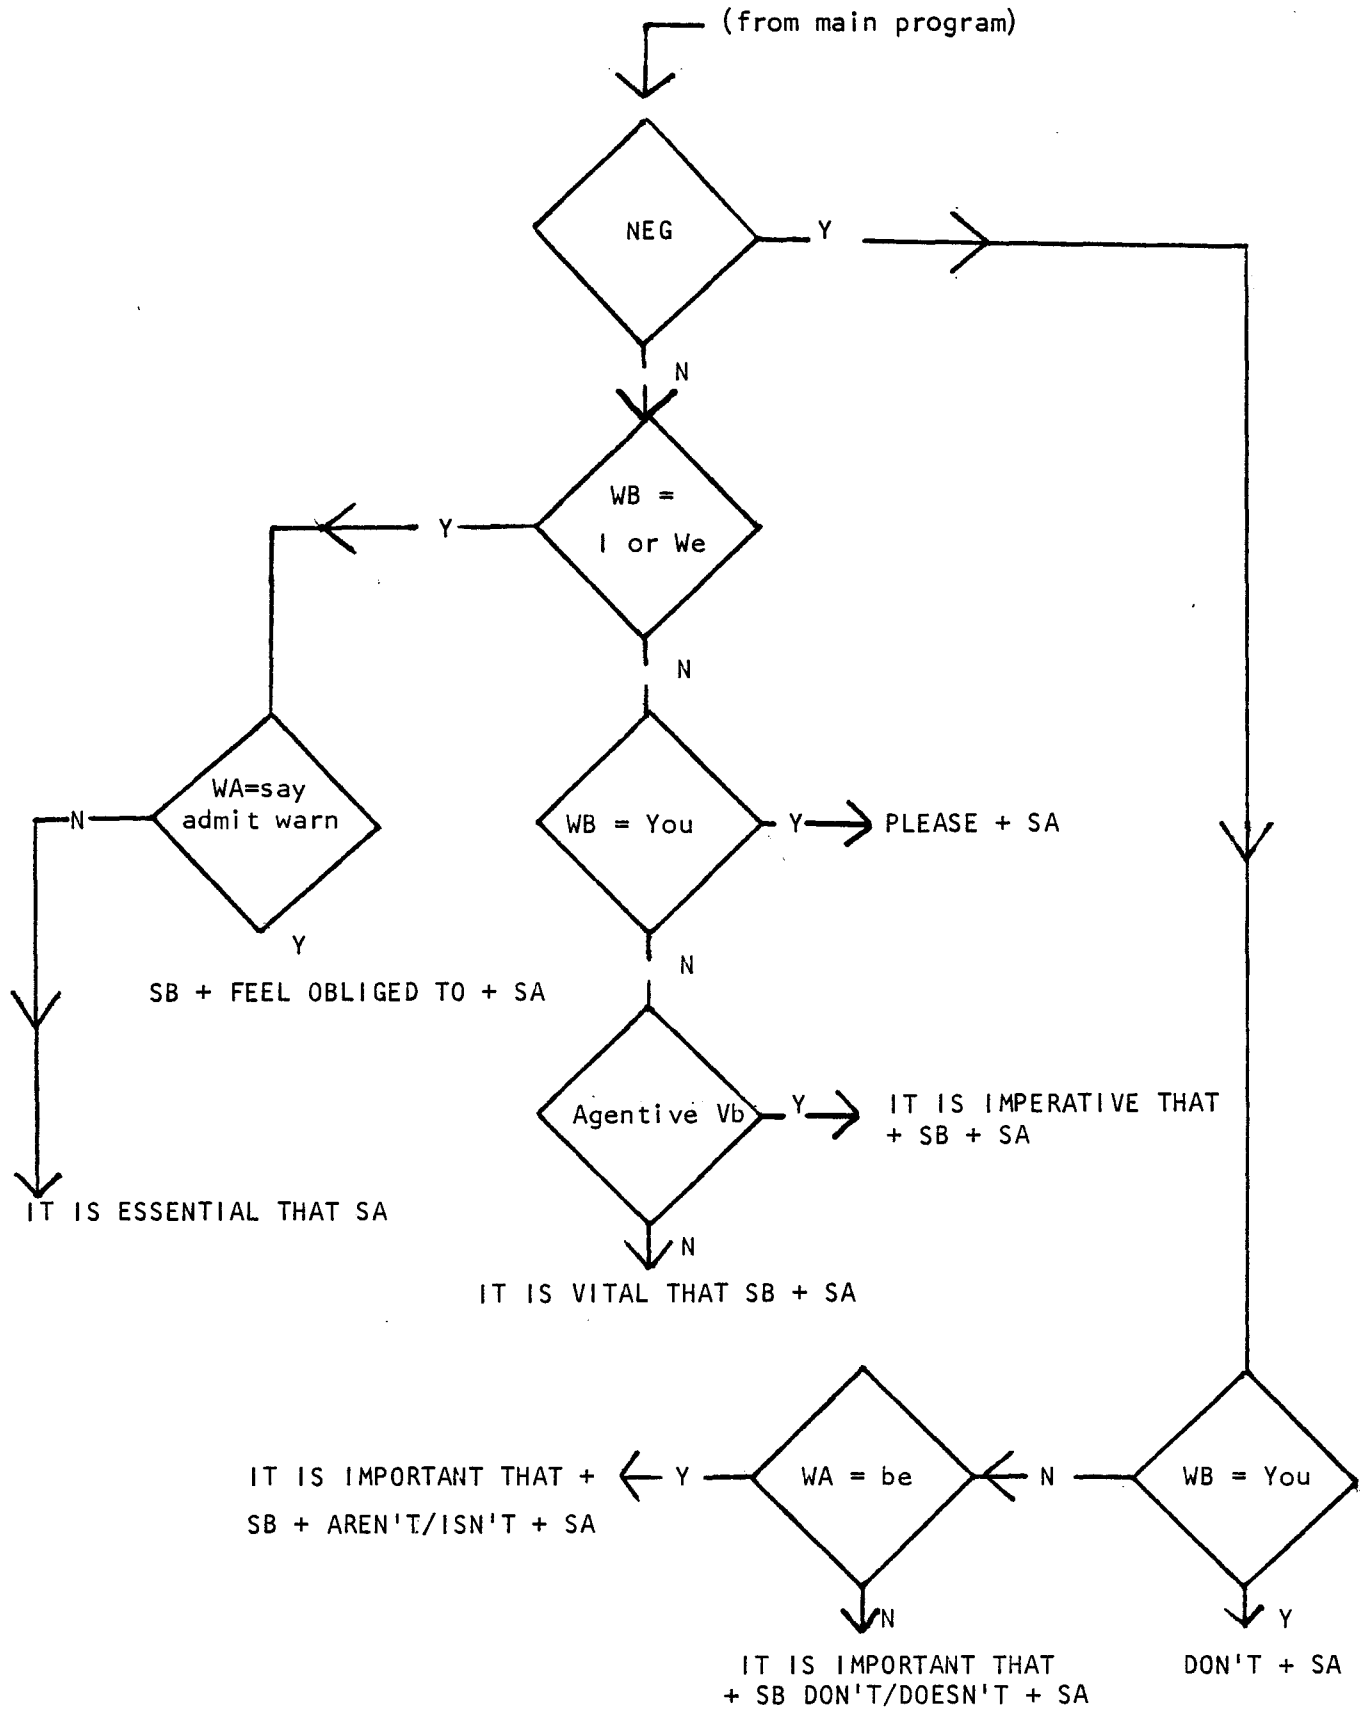 (from main program)
NEG
Y
N
WB =
I or We
Y
N
WA=say
admit warn
N
Y
SB + FEEL OBLIGED TO + SA
IT IS ESSENTIAL THAT SA
WB = You
Y
PLEASE + SA
N
Agentive Vb
Y
IT IS IMPERATIVE THAT
+ SB + SA
N
IT IS VITAL THAT SB + SA
WB = You
N
WA = be
Y
IT IS IMPORTANT THAT +
SB + AREN'T/ISN'T + SA
N
IT IS IMPORTANT THAT
+ SB DON'T/DOESN'T + SA
Y
DON'T + SA